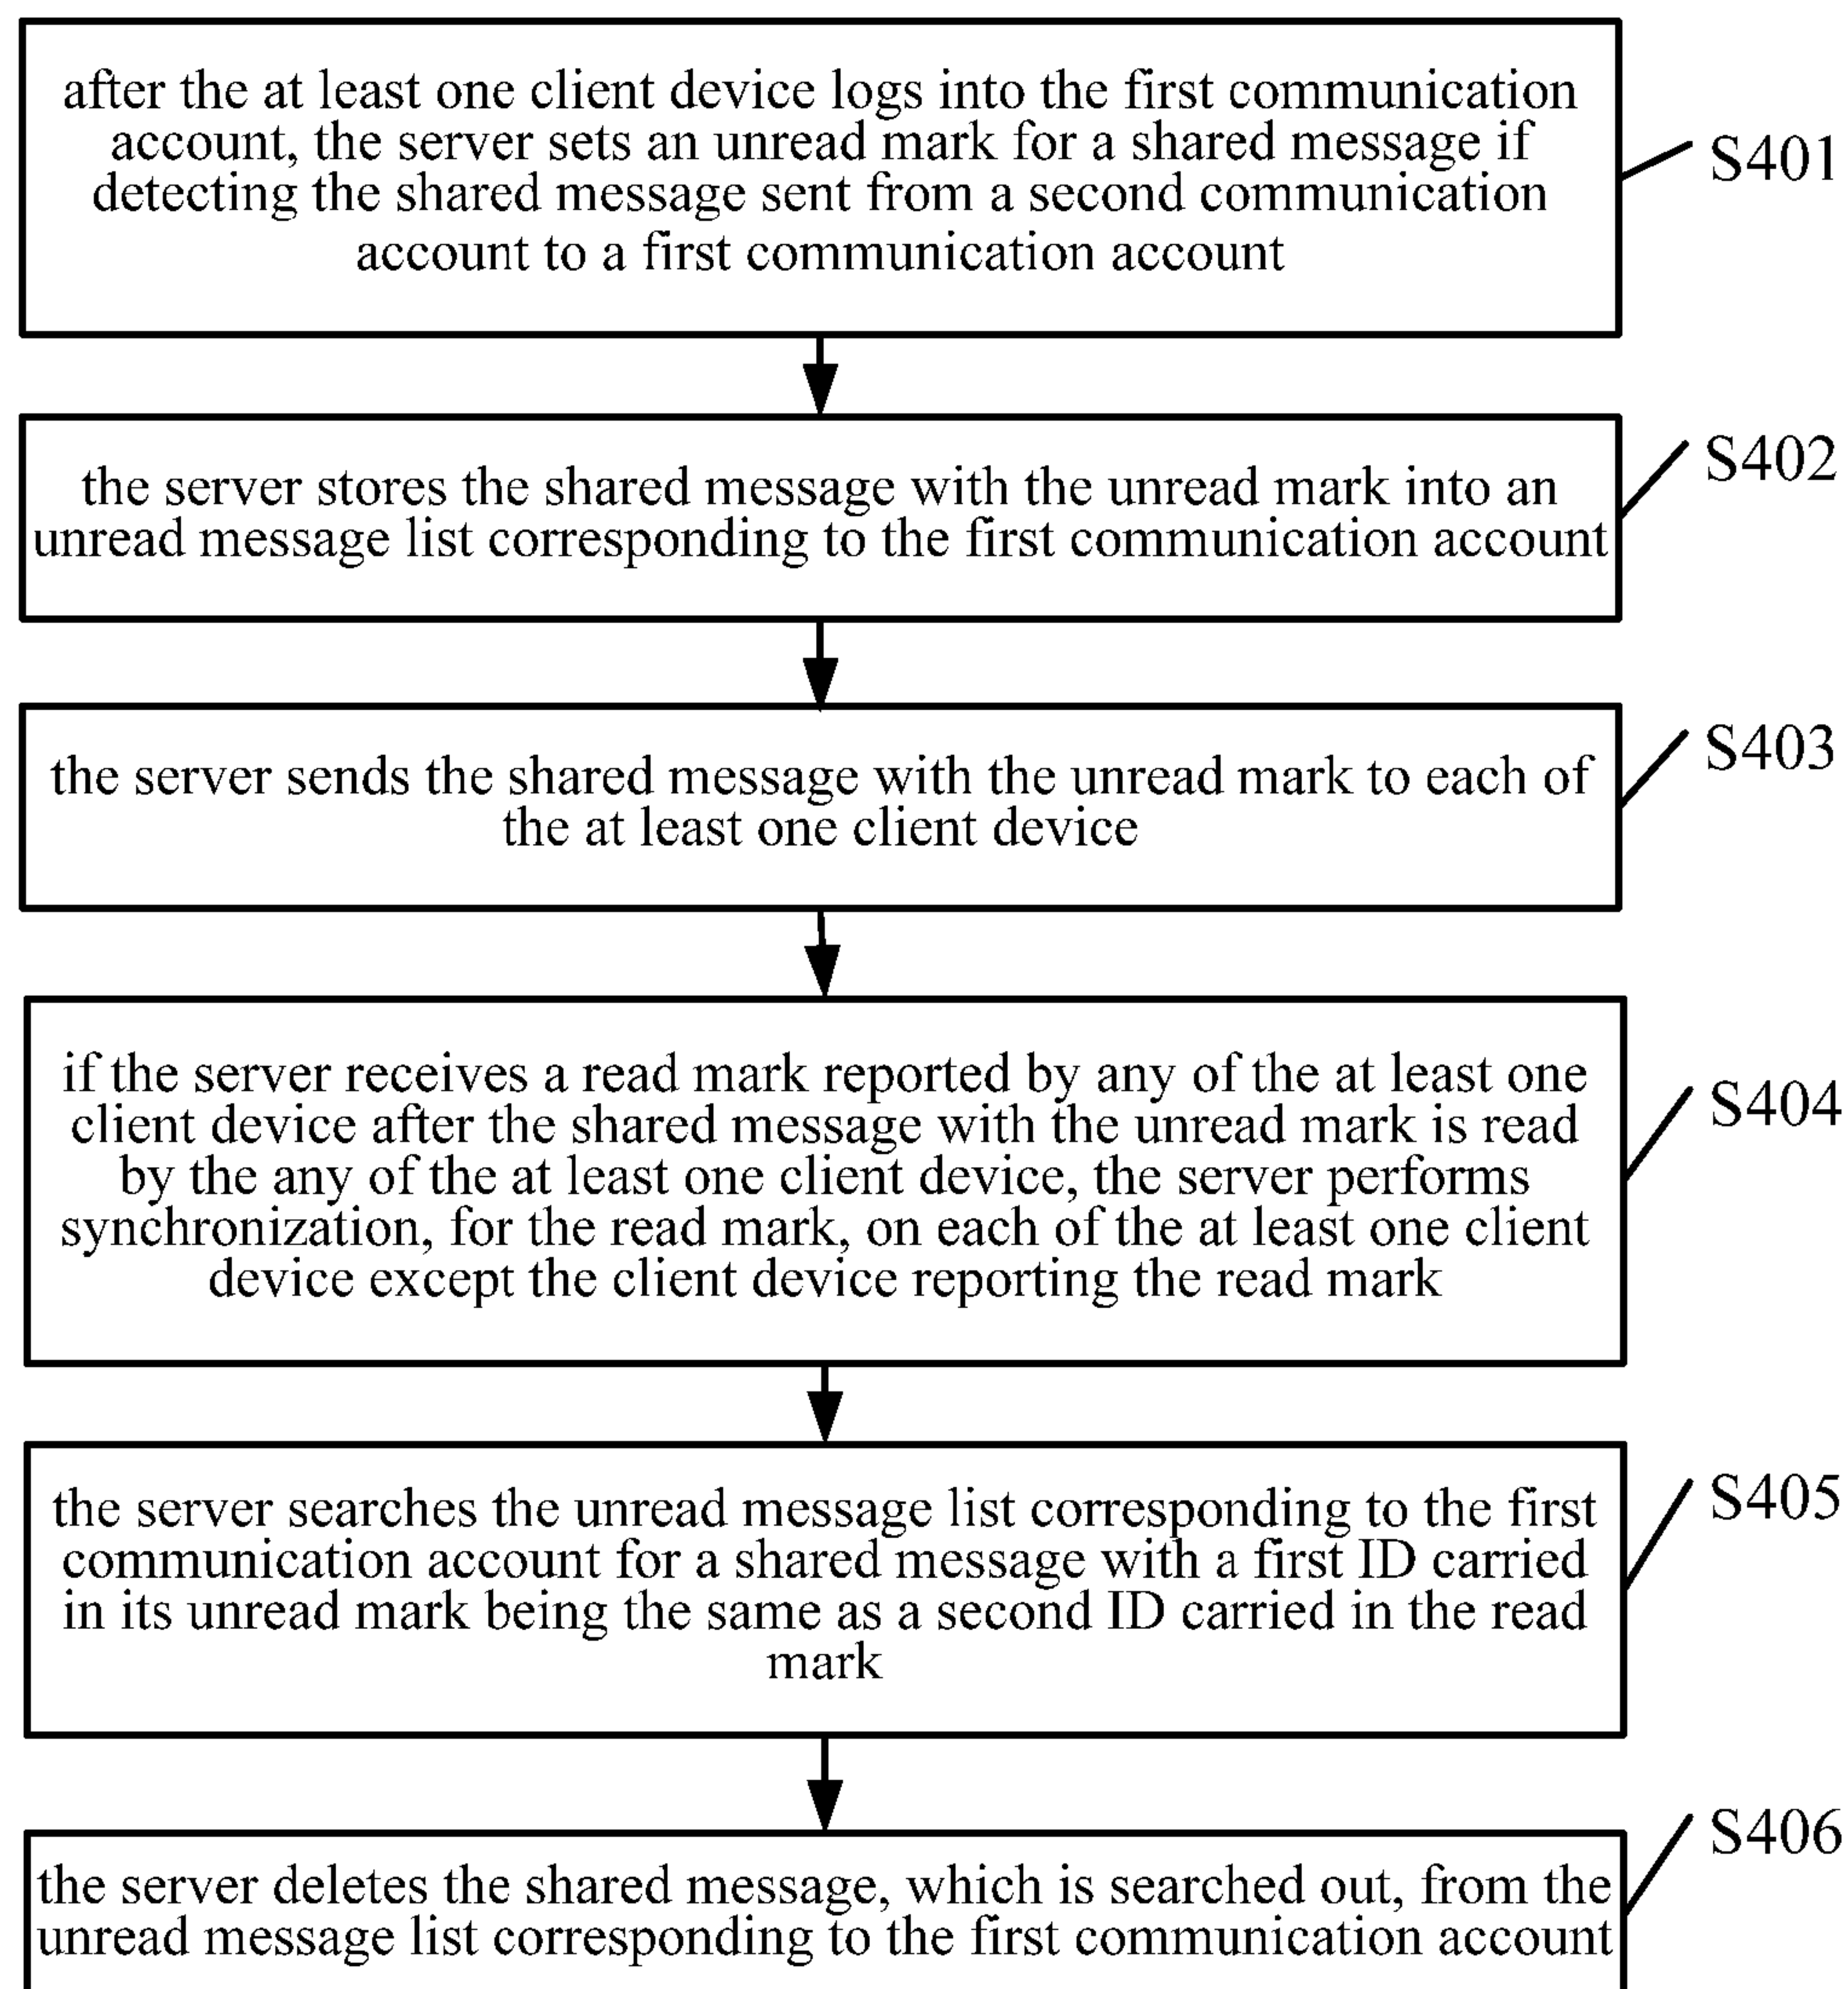 after the at least one client device logs into the first communication
account, the server sets an unread mark for a shared message if
detecting the shared message sent from a second communication
account to a first communication account
S401
the server stores the shared message with the unread mark into an
unread message list corresponding to the first communication account
S402
the server sends the shared message with the unread mark to each of
the at least one client device
S403
if the server receives a read mark reported by any of the at least one
client device after the shared message with the unread mark is read
by the any of the at least one client device, the server performs
synchronization, for the read mark, on each of the at least one client
device except the client device reporting the read mark
S404
the server searches the unread message list corresponding to the first
communication account for a shared message with a first ID carried
in its unread mark being the same as a second ID carried in the read
mark
S405
the server deletes the shared message, which is searched out, from the
unread message list corresponding to the first communication account
S406